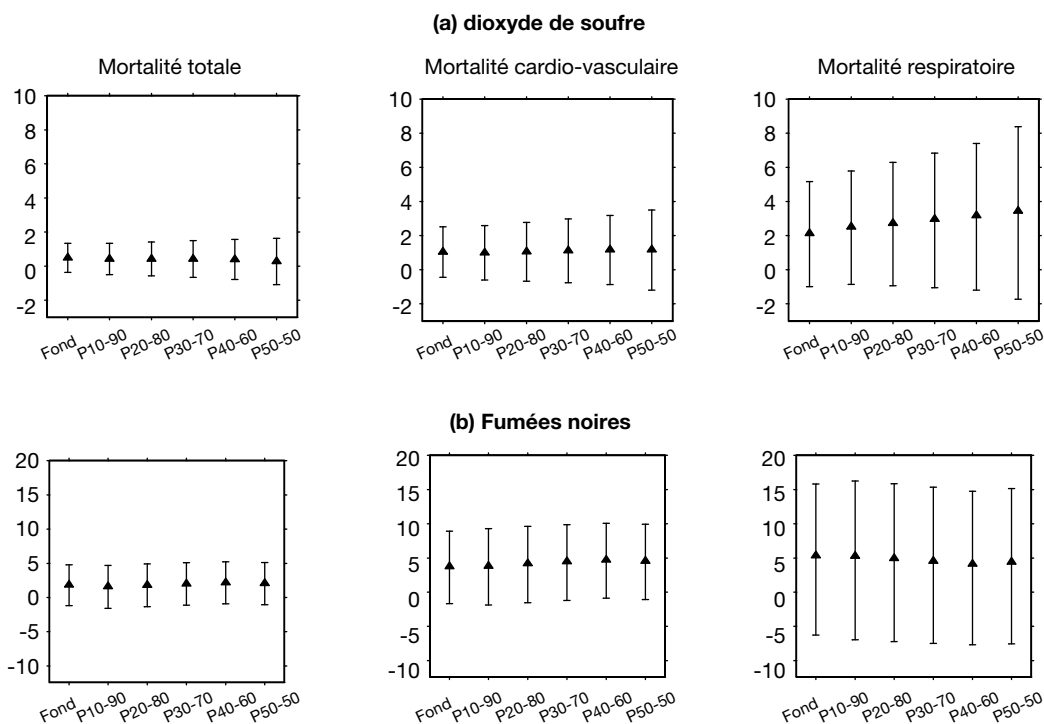 (a) dioxyde de soufre
Mortalité totale
Mortalité cardio-vasculaire
Mortalité respiratoire
10
8
6
4
2
0
-2
Fond
P10-90
P20-80
P30-70
P40-60
P50-50
10
8
6
4
2
0
-2
Fond
P10-90
P20-80
P30-70
P40-60
P50-50
10
8
6
4
2
0
-2
Fond
P10-90
P20-80
P30-70
P40-60
P50-50
(b) Fumées noires
20
15
10
5
0
-5
-10
Fond
P10-90
P20-80
P30-70
P40-60
P50-50
20
15
10
5
0
-5
-10
Fond
P10-90
P20-80
P30-70
P40-60
P50-50
20
15
10
5
0
-5
-10
Fond
P10-90
P20-80
P30-70
P40-60
P50-50